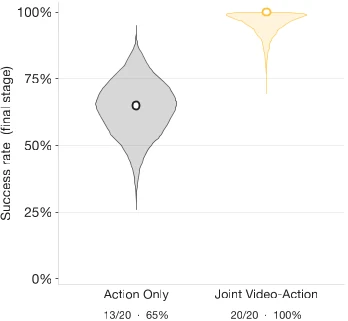 Success rate (final stage)
100%
75%
50%
25%
0%
Action Only
Joint Video-Action
13/20 · 65%
20/20 · 100%